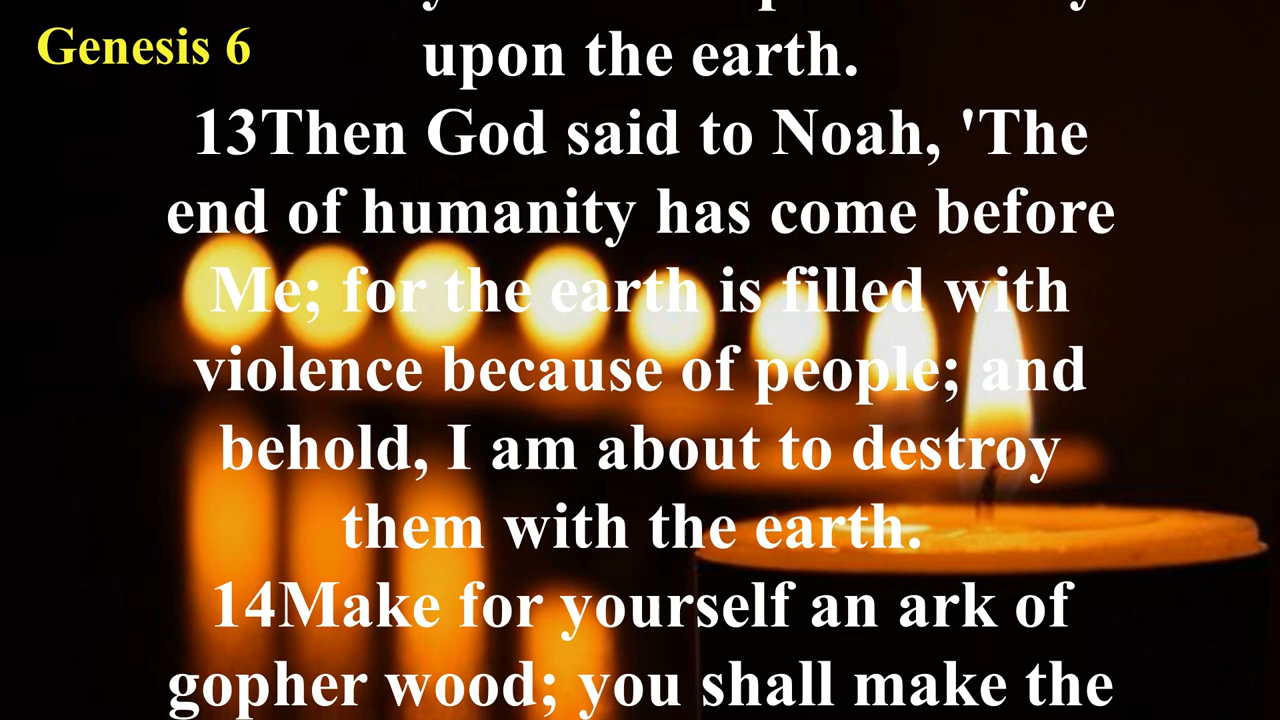 Genesis 6
upon the earth.
13Then God said to Noah, 'The
end of humanity has come before
Me; for the earth is filled with
violence because of people; and
behold, I am about to destroy
them with the earth.
14Make for yourself an ark of
gopher wood; you shall make the